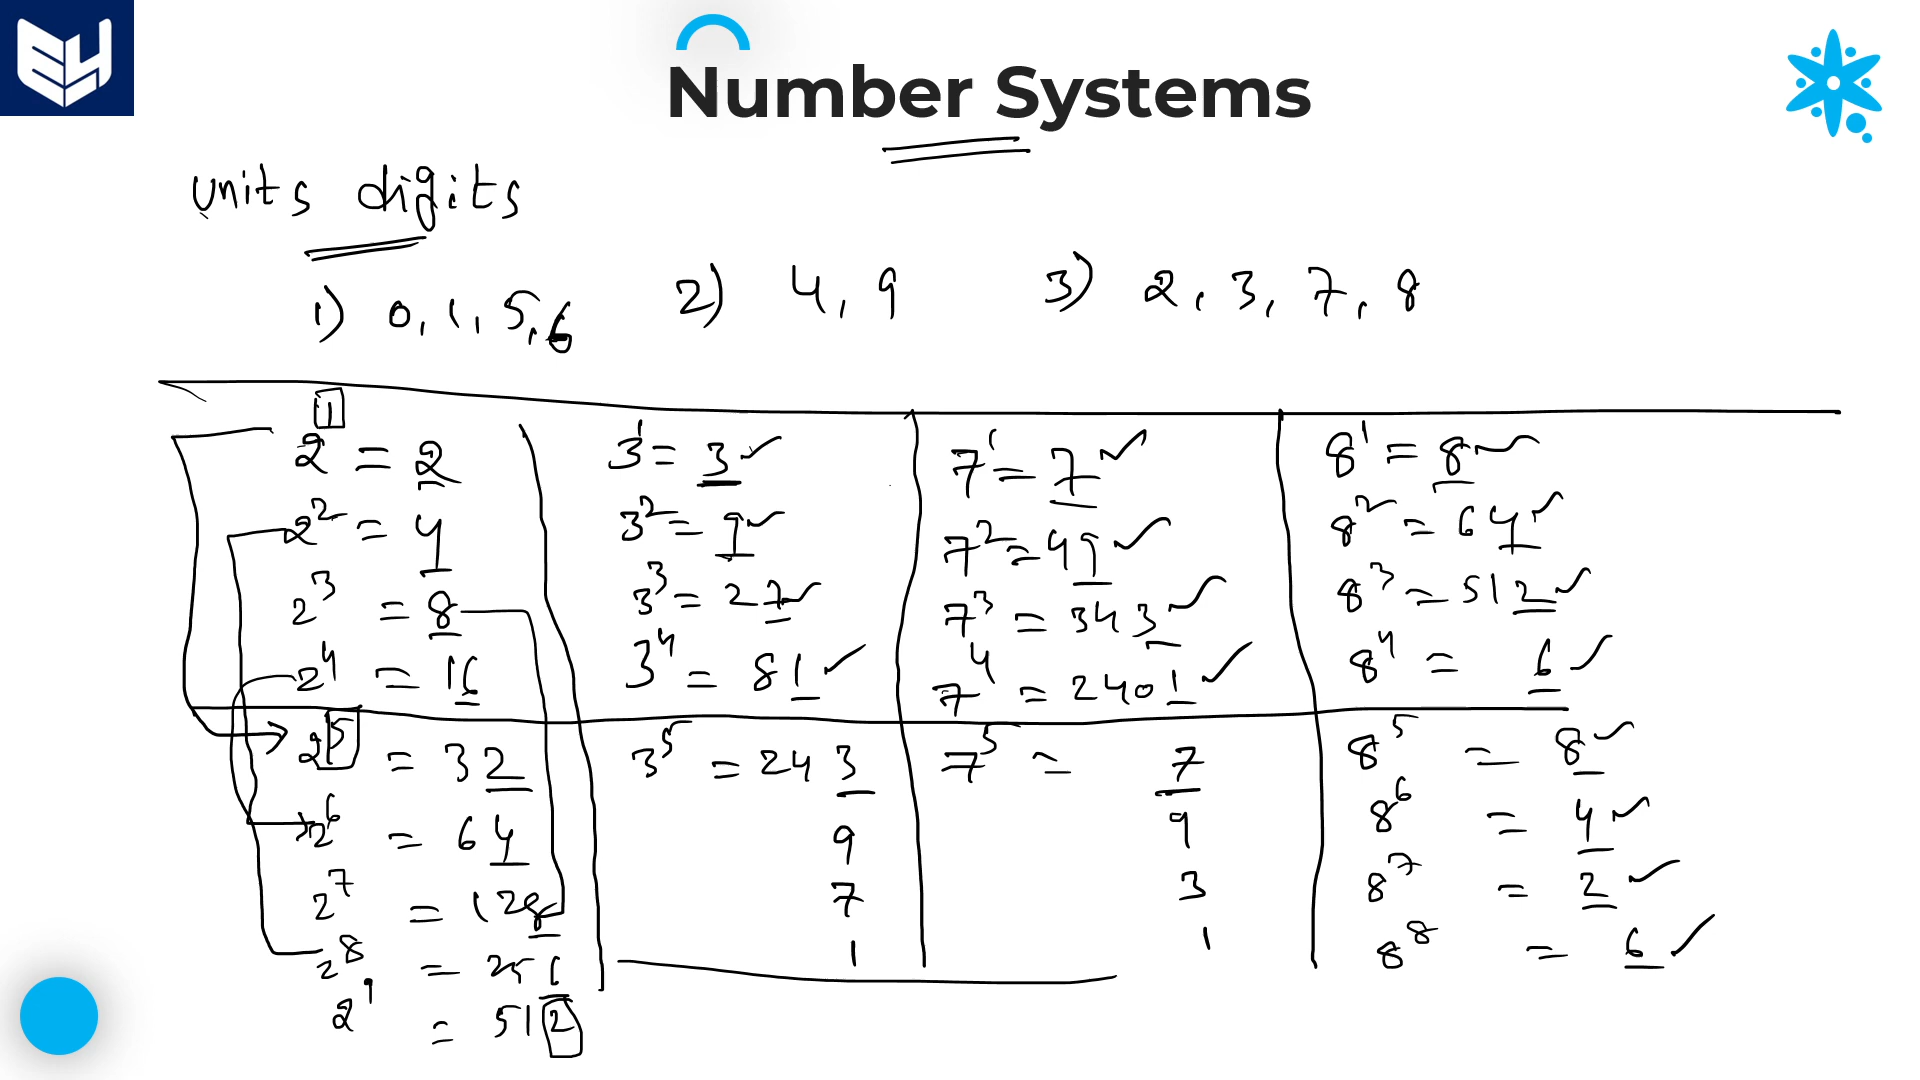 E4
Number Systems
units digits
1) 0, 1, 5, 6 2) 4, 9 3) 2, 3, 7, 8
2¹ = 2
2² = 4
2³ = 8
2⁴ = 16
2⁵ = 32
2⁶ = 64
2⁷ = 128
2⁸ = 256
2⁹ = 512
3¹ = 3 ✓
3² = 9 ✓
3³ = 27 ✓
3⁴ = 81 ✓
3⁵ = 243
9
7
1
7¹ = 7 ✓
7² = 49 ✓
7³ = 343 ✓
7⁴ = 2401 ✓
7⁵ = 7
9
3
1
8¹ = 8 ✓
8² = 64 ✓
8³ = 512 ✓
8⁴ = 6 ✓
8⁵ = 8 ✓
8⁶ = 4 ✓
8⁷ = 2 ✓
8⁸ = 6 ✓